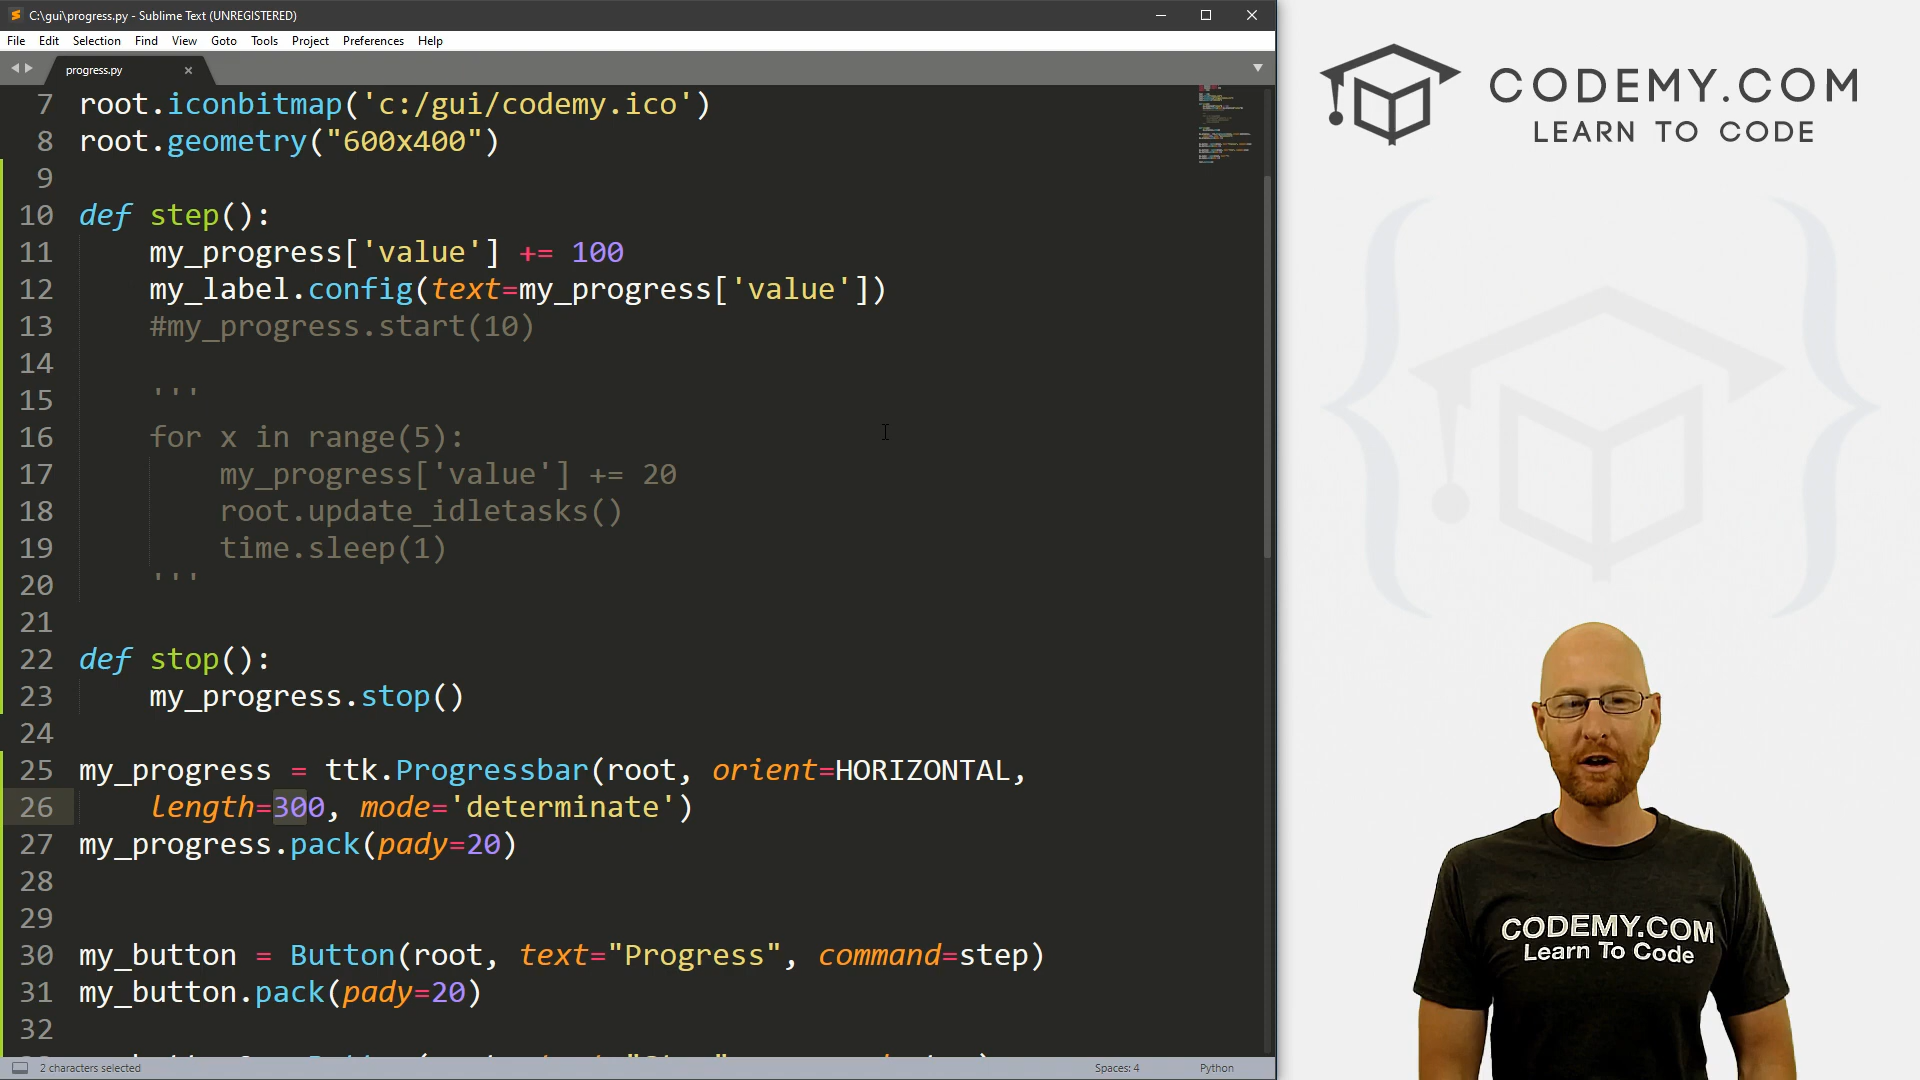 C:\gui\progress.py - Sublime Text (UNREGISTERED)
File Edit Selection Find View Goto Tools Project Preferences Help
progress.py
7 root.iconbitmap('c:/gui/codemy.ico')
8 root.geometry("600x400")
9
10 def step():
11 my_progress['value'] += 100
12 my_label.config(text=my_progress['value'])
13 #my_progress.start(10)
14
15 '''
16 for x in range(5):
17 my_progress['value'] += 20
18 root.update_idletasks()
19 time.sleep(1)
20 '''
21
22 def stop():
23 my_progress.stop()
24
25 my_progress = ttk.Progressbar(root, orient=HORIZONTAL,
26 length=300, mode='determinate')
27 my_progress.pack(pady=20)
28
29
30 my_button = Button(root, text="Progress", command=step)
31 my_button.pack(pady=20)
32
2 characters selected
Spaces: 4
Python
CODEMY.COM
LEARN TO CODE
CODEMY.COM
Learn To Code